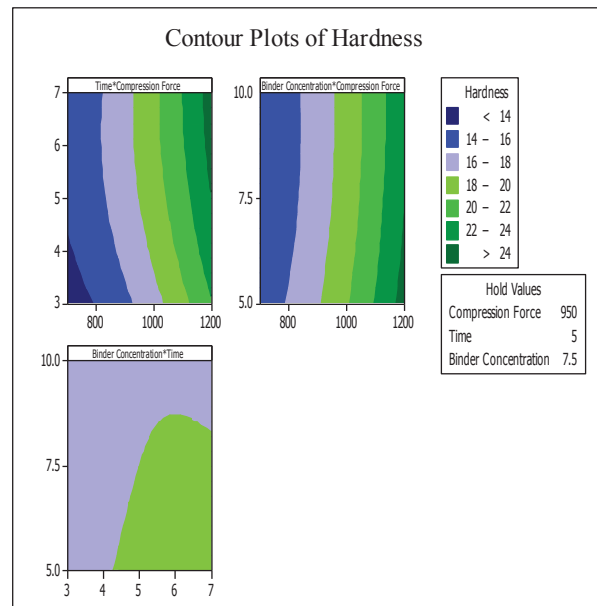 Contour Plots of Hardness
Time*Compression Force
7
6
5
4
3
800 1000 1200
Binder Concentration*Compression Force
10.0
7.5
5.0
800 1000 1200
Hardness
< 14
14 – 16
16 – 18
18 – 20
20 – 22
22 – 24
> 24
Hold Values
Compression Force 950
Time 5
Binder Concentration 7.5
Binder Concentration*Time
10.0
7.5
5.0
3 4 5 6 7